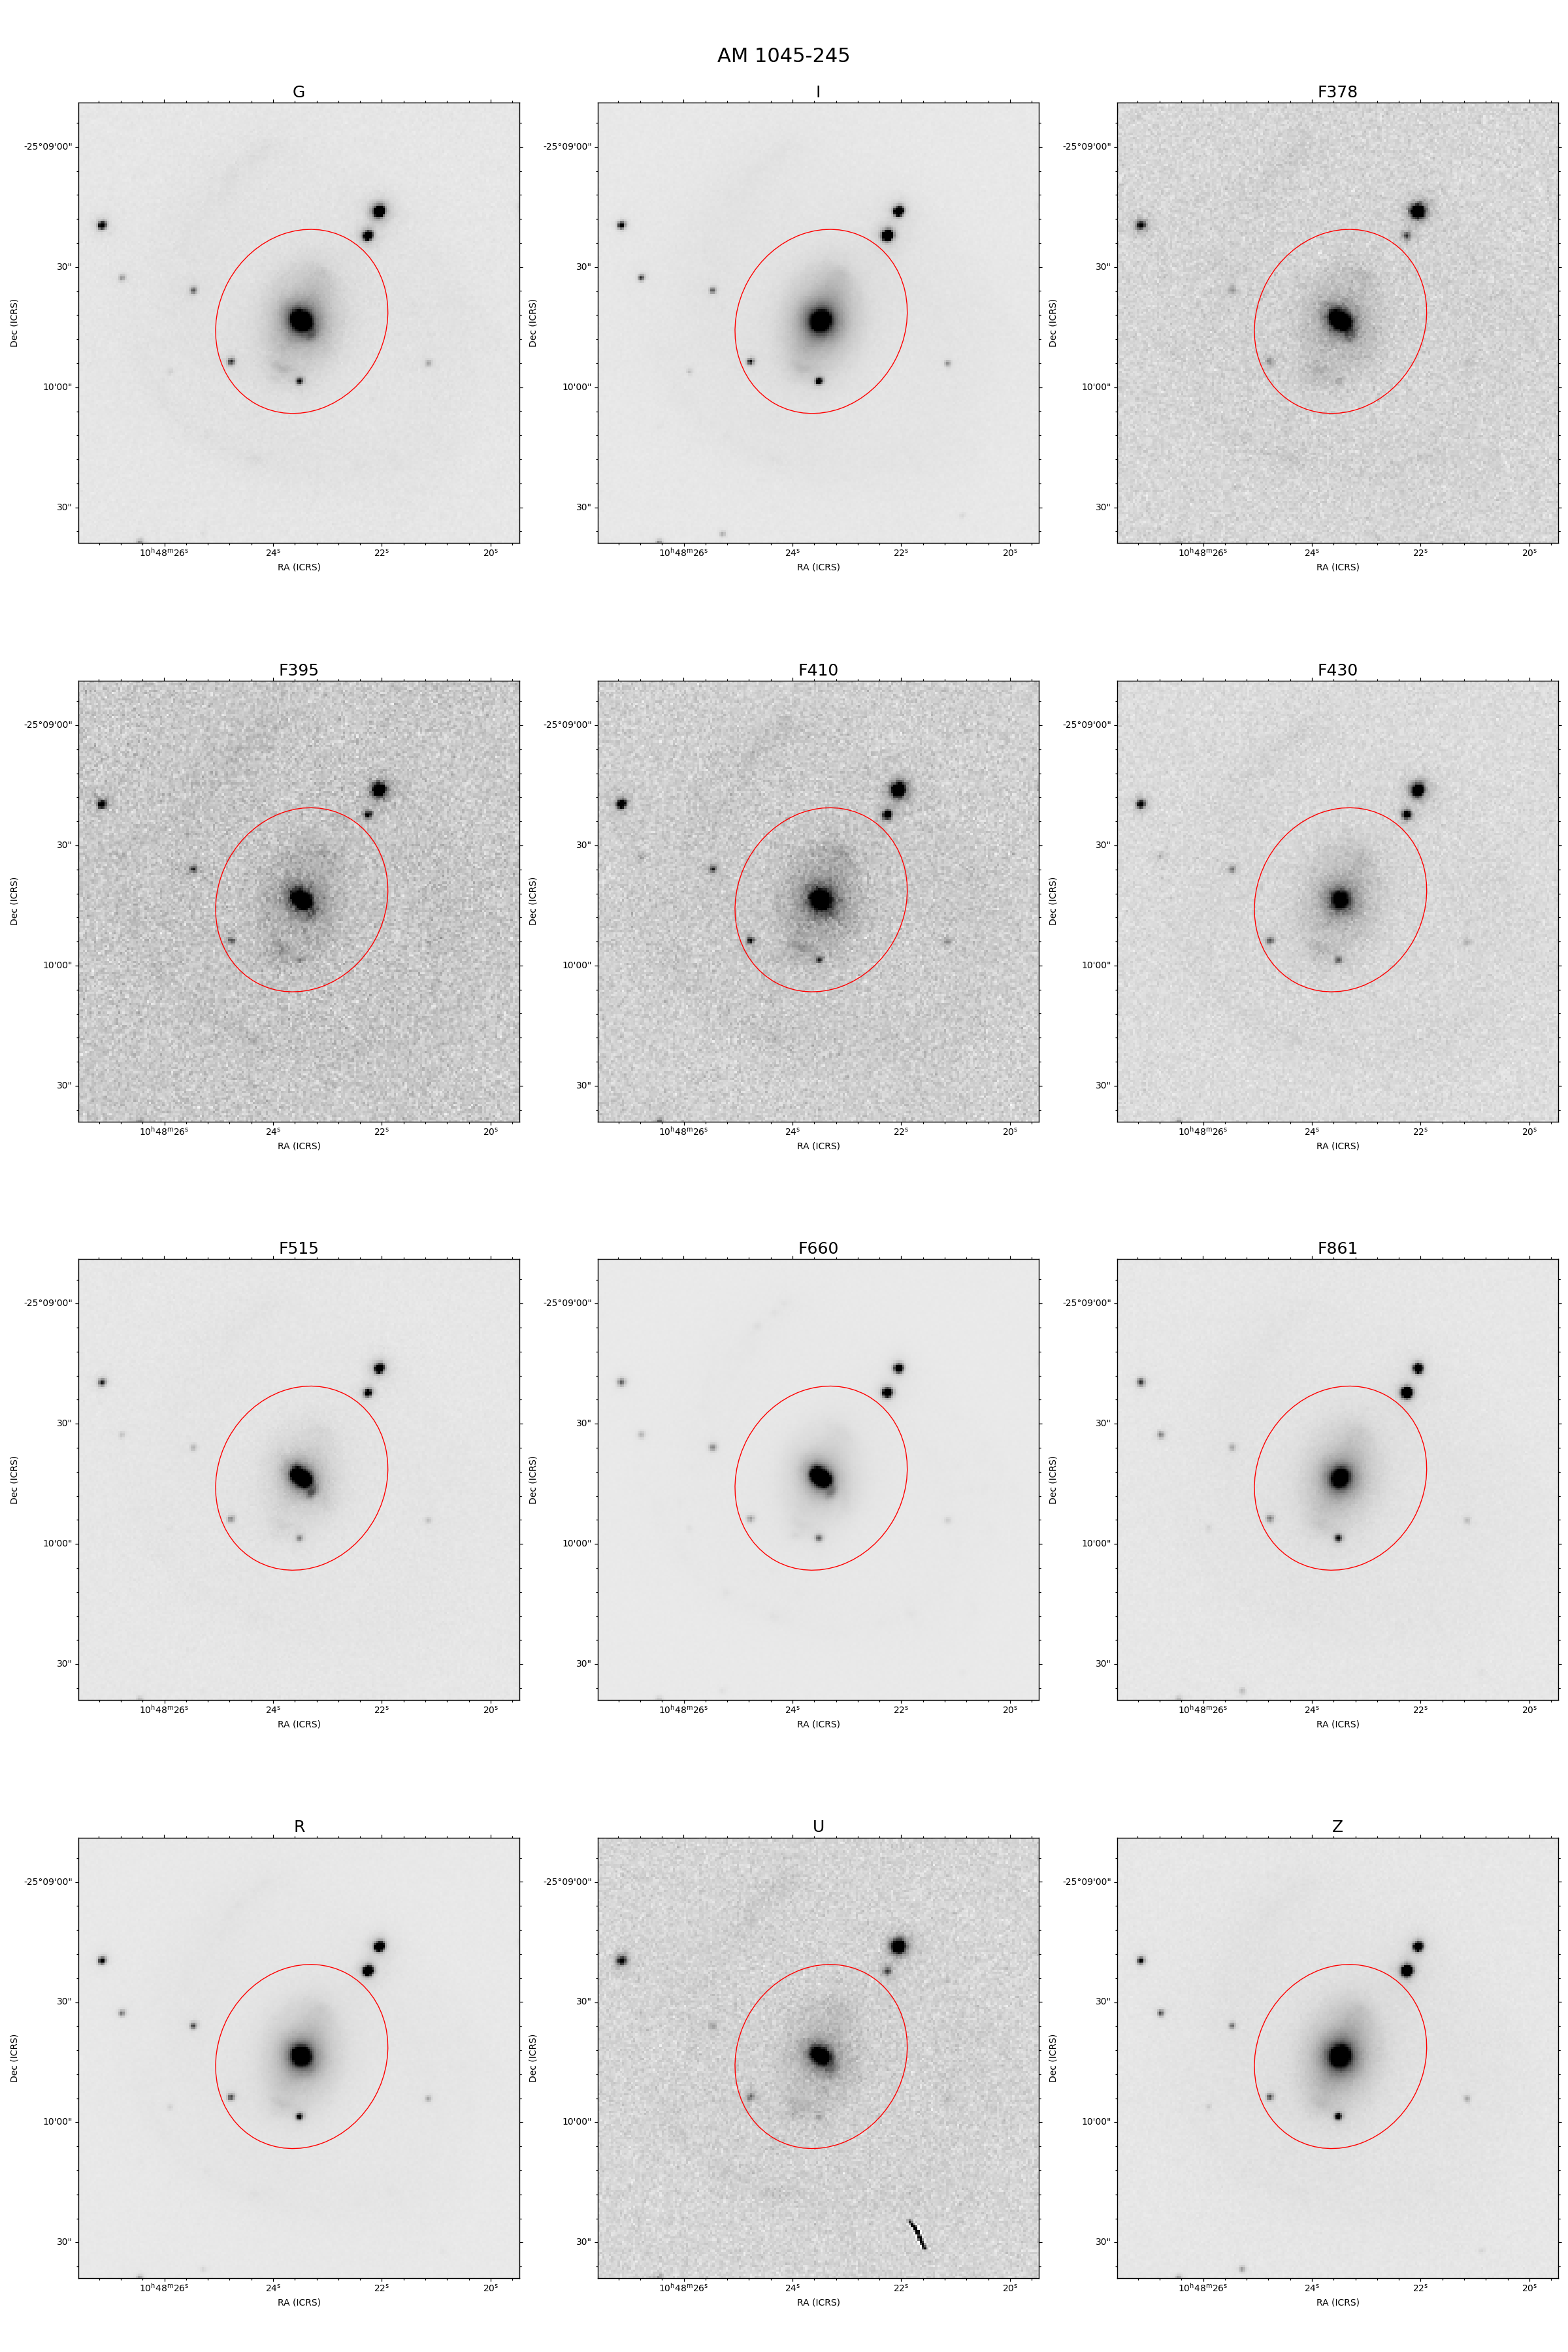 AM 1045-245
G
I
F378
-25°09'00"
30"
10'00"
30"
Dec (ICRS)
10ʰ48ᵐ26ˢ 24ˢ 22ˢ 20ˢ
RA (ICRS)
-25°09'00"
30"
10'00"
30"
Dec (ICRS)
10ʰ48ᵐ26ˢ 24ˢ 22ˢ 20ˢ
RA (ICRS)
-25°09'00"
30"
10'00"
30"
Dec (ICRS)
10ʰ48ᵐ26ˢ 24ˢ 22ˢ 20ˢ
RA (ICRS)
F395
F410
F430
-25°09'00"
30"
10'00"
30"
Dec (ICRS)
10ʰ48ᵐ26ˢ 24ˢ 22ˢ 20ˢ
RA (ICRS)
-25°09'00"
30"
10'00"
30"
Dec (ICRS)
10ʰ48ᵐ26ˢ 24ˢ 22ˢ 20ˢ
RA (ICRS)
-25°09'00"
30"
10'00"
30"
Dec (ICRS)
10ʰ48ᵐ26ˢ 24ˢ 22ˢ 20ˢ
RA (ICRS)
F515
F660
F861
-25°09'00"
30"
10'00"
30"
Dec (ICRS)
10ʰ48ᵐ26ˢ 24ˢ 22ˢ 20ˢ
RA (ICRS)
-25°09'00"
30"
10'00"
30"
Dec (ICRS)
10ʰ48ᵐ26ˢ 24ˢ 22ˢ 20ˢ
RA (ICRS)
-25°09'00"
30"
10'00"
30"
Dec (ICRS)
10ʰ48ᵐ26ˢ 24ˢ 22ˢ 20ˢ
RA (ICRS)
R
U
Z
-25°09'00"
30"
10'00"
30"
Dec (ICRS)
10ʰ48ᵐ26ˢ 24ˢ 22ˢ 20ˢ
RA (ICRS)
-25°09'00"
30"
10'00"
30"
Dec (ICRS)
10ʰ48ᵐ26ˢ 24ˢ 22ˢ 20ˢ
RA (ICRS)
-25°09'00"
30"
10'00"
30"
Dec (ICRS)
10ʰ48ᵐ26ˢ 24ˢ 22ˢ 20ˢ
RA (ICRS)